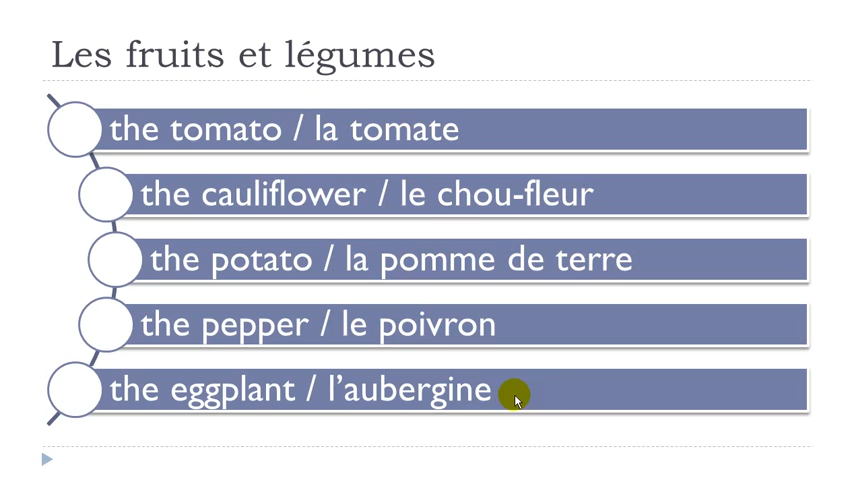 Les fruits et légumes
the tomato / la tomate
the cauliflower / le chou-fleur
the potato / la pomme de terre
the pepper / le poivron
the eggplant / l’aubergine